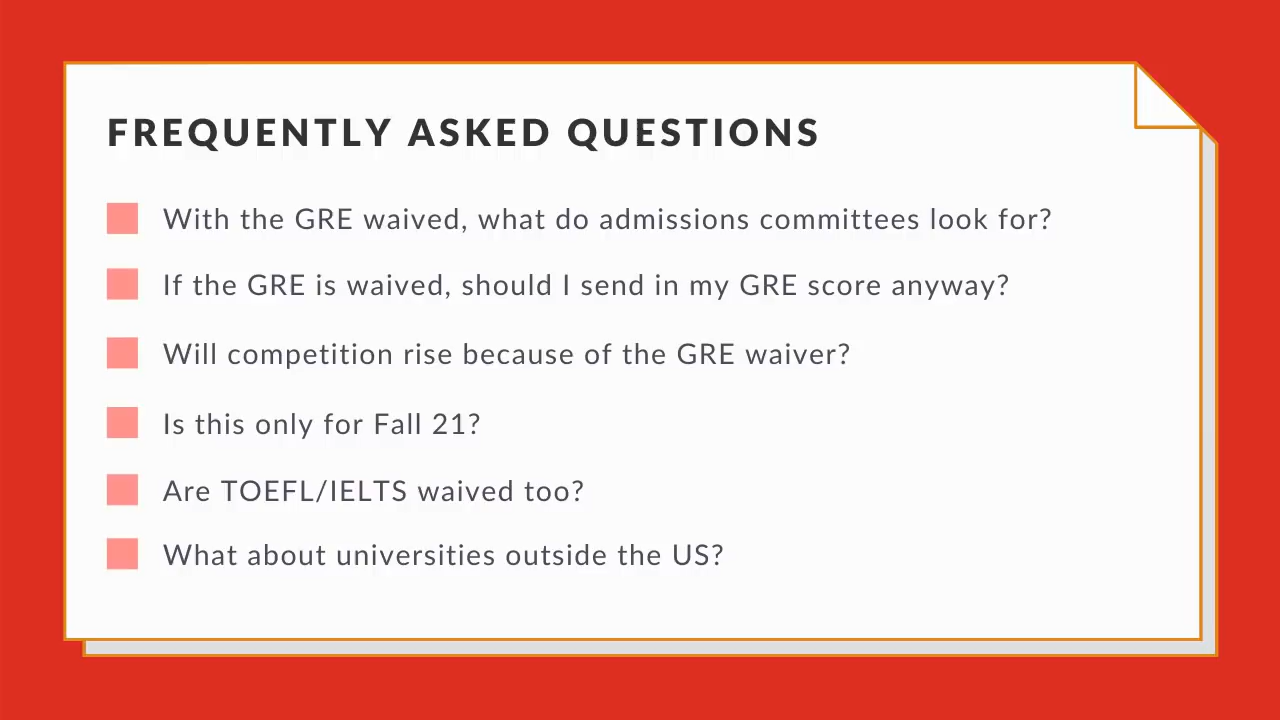 FREQUENTLY ASKED QUESTIONS
With the GRE waived, what do admissions committees look for?
If the GRE is waived, should I send in my GRE score anyway?
Will competition rise because of the GRE waiver?
Is this only for Fall 21?
Are TOEFL/IELTS waived too?
What about universities outside the US?